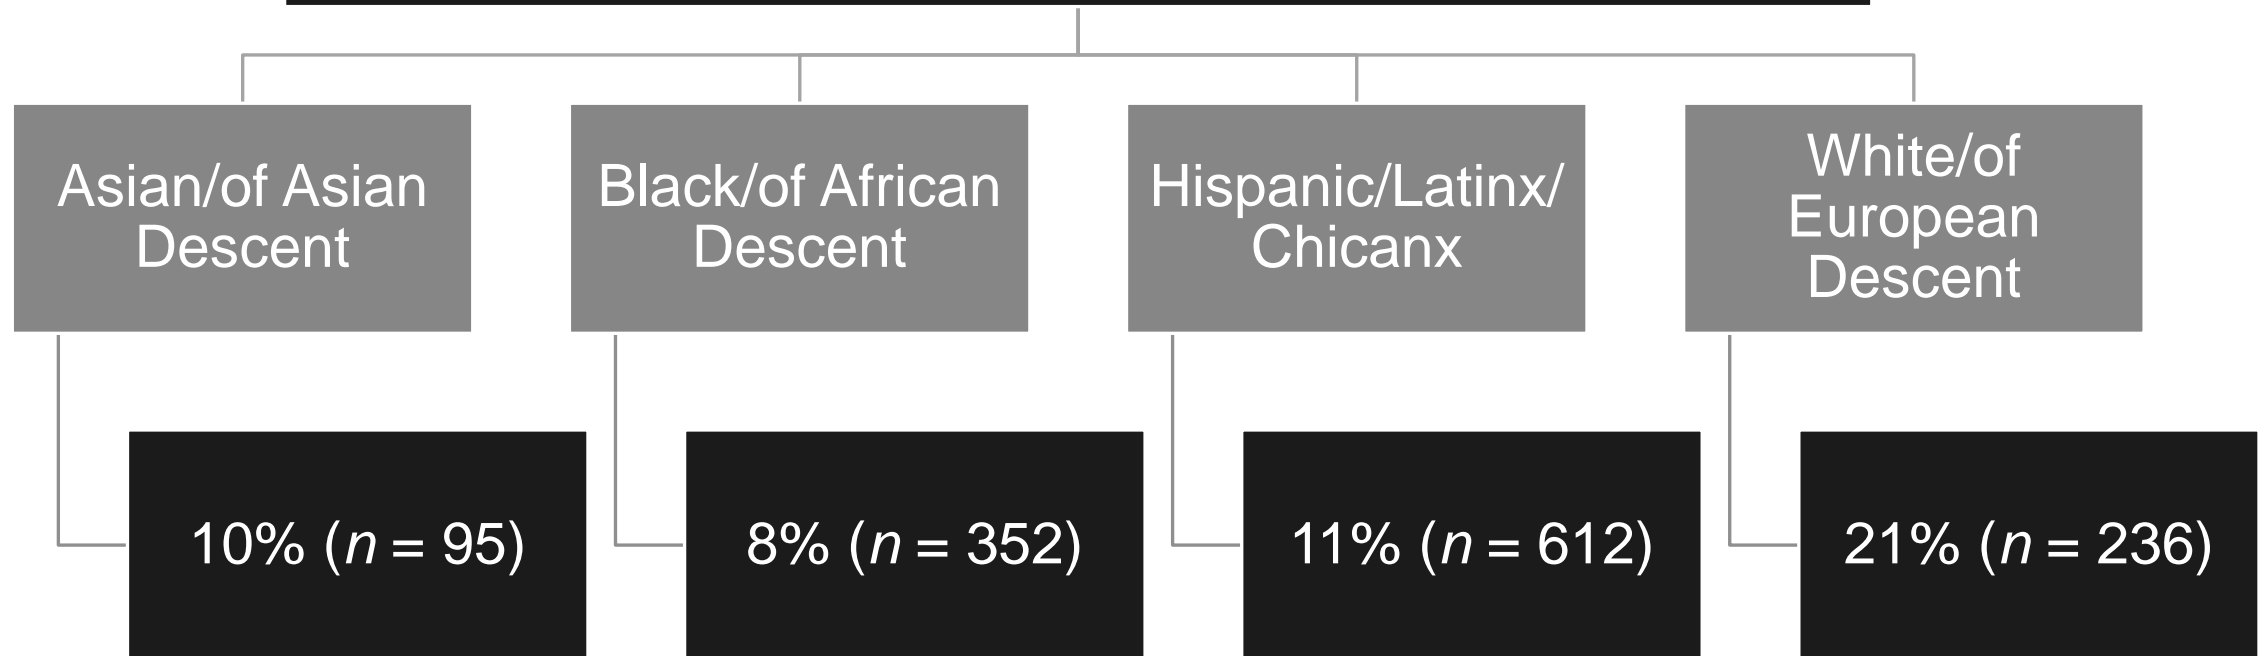 Asian/of Asian
Descent
Black/of African
Descent
Hispanic/Latinx/
Chicanx
White/of
European
Descent
10% (n = 95)
8% (n = 352)
11% (n = 612)
21% (n = 236)